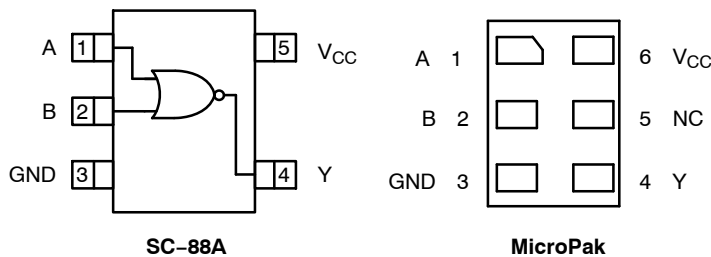 A 1 5 VCC
B 2
GND 3 4 Y
SC−88A
A 1 6 VCC
B 2 5 NC
GND 3 4 Y
MicroPak